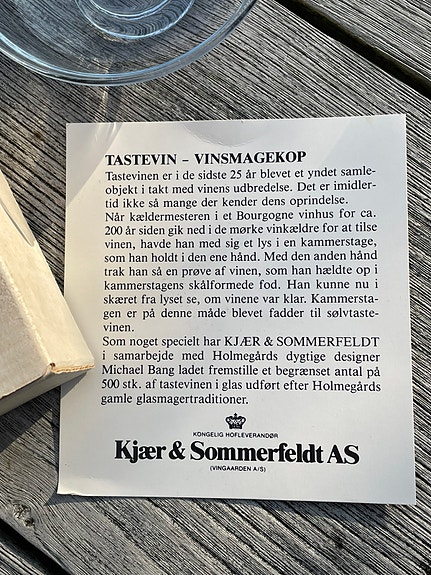 TASTEVIN – VINSMAGEKOP
Tastevinen er i de sidste 25 år blevet et yndet samle-
objekt i takt med vinens udbredelse. Det er imidler-
tid ikke så mange der kender dens oprindelse.
Når kældermesteren i et Bourgogne vinhus for ca.
200 år siden gik ned i de mørke vinkældre for at tilse
vinen, havde han med sig et lys i en kammerstage,
som han holdt i den ene hånd. Med den anden hånd
trak han så en prøve af vinen, som han hældte op i
kammerstagens skålformede fod. Han kunne nu i
skæret fra lyset se, om vinene var klar. Kammersta-
gen er på denne måde blevet fadder til sølvtaste-
vinen.
Som noget specielt har KJÆR & SOMMERFELDT
i samarbejde med Holmegårds dygtige designer
Michael Bang ladet fremstille et begrænset antal på
500 stk. af tastevinen i glas udført efter Holmegårds
gamle glasmagertraditioner.
KONGELIG HOFLEVERANDØR
Kjær & Sommerfeldt AS
(VINGAARDEN A/S)